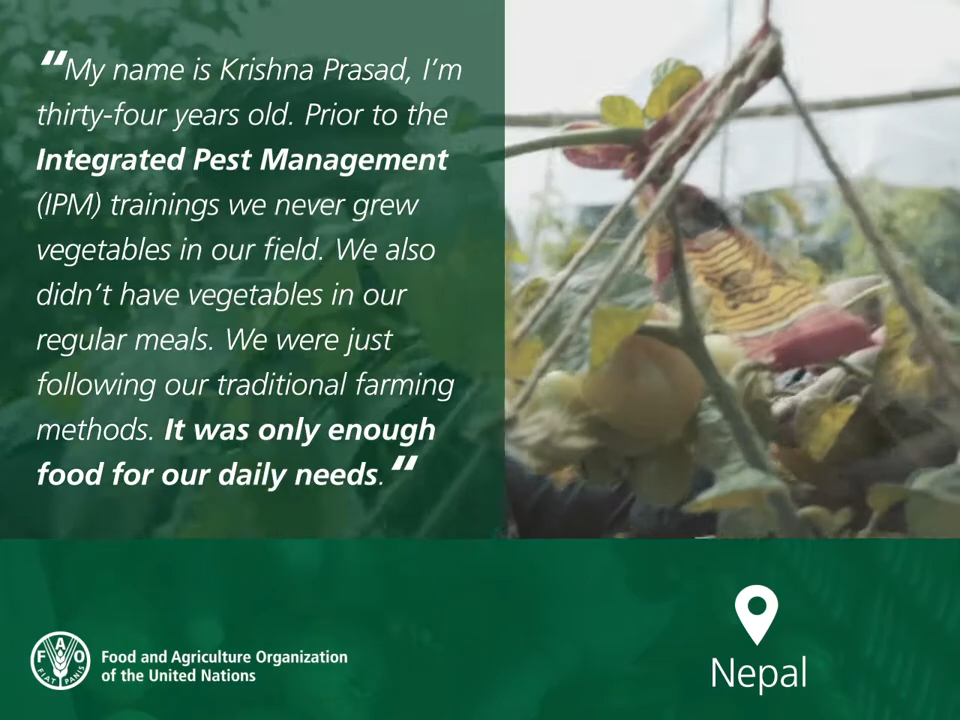 “My name is Krishna Prasad, I’m
thirty-four years old. Prior to the
Integrated Pest Management
(IPM) trainings we never grew
vegetables in our field. We also
didn’t have vegetables in our
regular meals. We were just
following our traditional farming
methods. It was only enough
food for our daily needs.“
F A O
FIAT PANIS
Food and Agriculture Organization
of the United Nations
Nepal